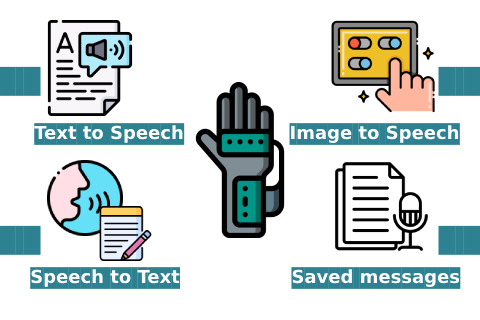 A
Text to Speech
Image to Speech
Speech to Text
Saved messages